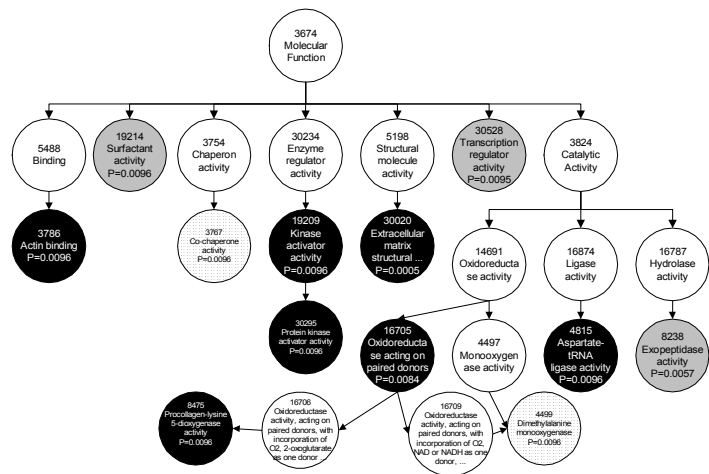 3674
Molecular
Function
5488
Binding
19214
Surfactant
activity
P=0.0096
3754
Chaperon
activity
30234
Enzyme
regulator
activity
5198
Structural
molecule
activity
30528
Transcription
regulator
activity
P=0.0095
3824
Catalytic
Activity
3786
Actin binding
P=0.0096
3767
Co-chaperone
activity
P=0.0096
19209
Kinase
activator
activity
P=0.0096
30020
Extracellular
matrix
structural ...
P=0.0005
14691
Oxidoreducta
se activity
16874
Ligase
activity
16787
Hydrolase
activity
30295
Protein kinase
activator activity
P=0.0096
16705
Oxidoreducta
se acting on
paired donors
P=0.0084
4497
Monooxygen
ase activity
4815
Aspartate-
tRNA
ligase activity
P=0.0096
8238
Exopeptidase
activity
P=0.0057
8475
Procollagen-lysine
5-dioxygenase
activity
P=0.0096
16706
Oxidoreductase
activity, acting on
paired donors, with
incorporation of
O2, 2-oxoglutarate
as one donor ...
16709
Oxidoreductase
activity, acting on
paired donors, with
incorporation of O2,
NAD or NADH as one
donor, ...
4499
Dimethylalanine
monooxygenase
P=0.0096